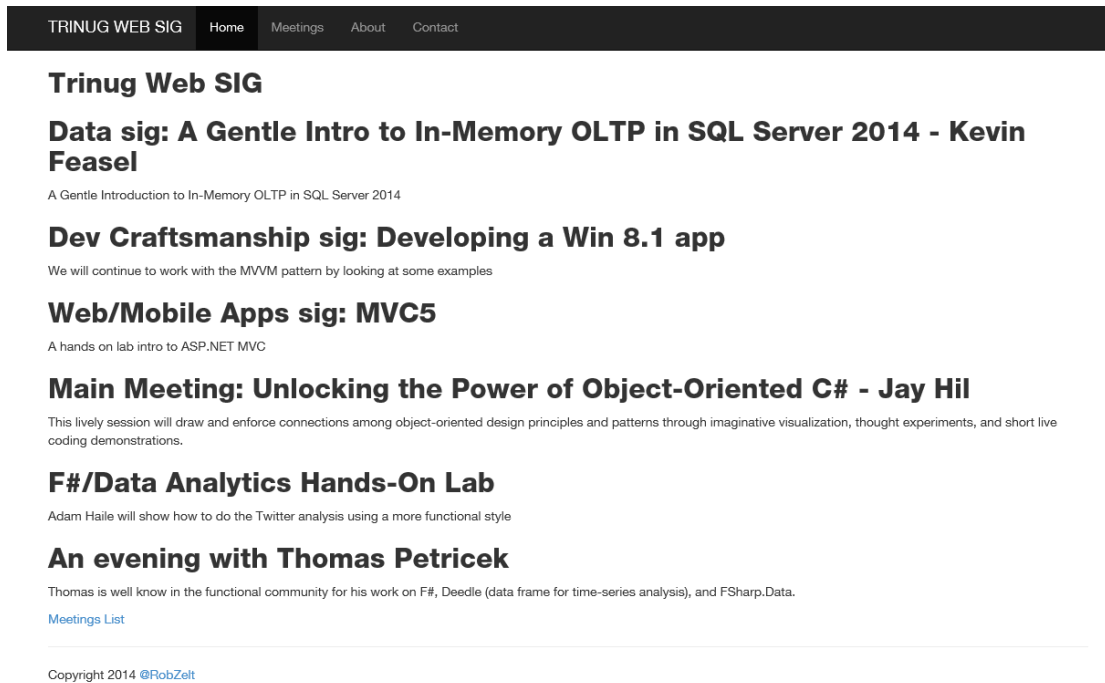 TRINUG WEB SIG Home Meetings About Contact
Trinug Web SIG
Data sig: A Gentle Intro to In-Memory OLTP in SQL Server 2014 - Kevin
Feasel
A Gentle Introduction to In-Memory OLTP in SQL Server 2014
Dev Craftsmanship sig: Developing a Win 8.1 app
We will continue to work with the MVVM pattern by looking at some examples
Web/Mobile Apps sig: MVC5
A hands on lab intro to ASP.NET MVC
Main Meeting: Unlocking the Power of Object-Oriented C# - Jay Hil
This lively session will draw and enforce connections among object-oriented design principles and patterns through imaginative visualization, thought experiments, and short live
coding demonstrations.
F#/Data Analytics Hands-On Lab
Adam Haile will show how to do the Twitter analysis using a more functional style
An evening with Thomas Petricek
Thomas is well know in the functional community for his work on F#, Deedle (data frame for time-series analysis), and FSharp.Data.
Meetings List
Copyright 2014 @RobZelt